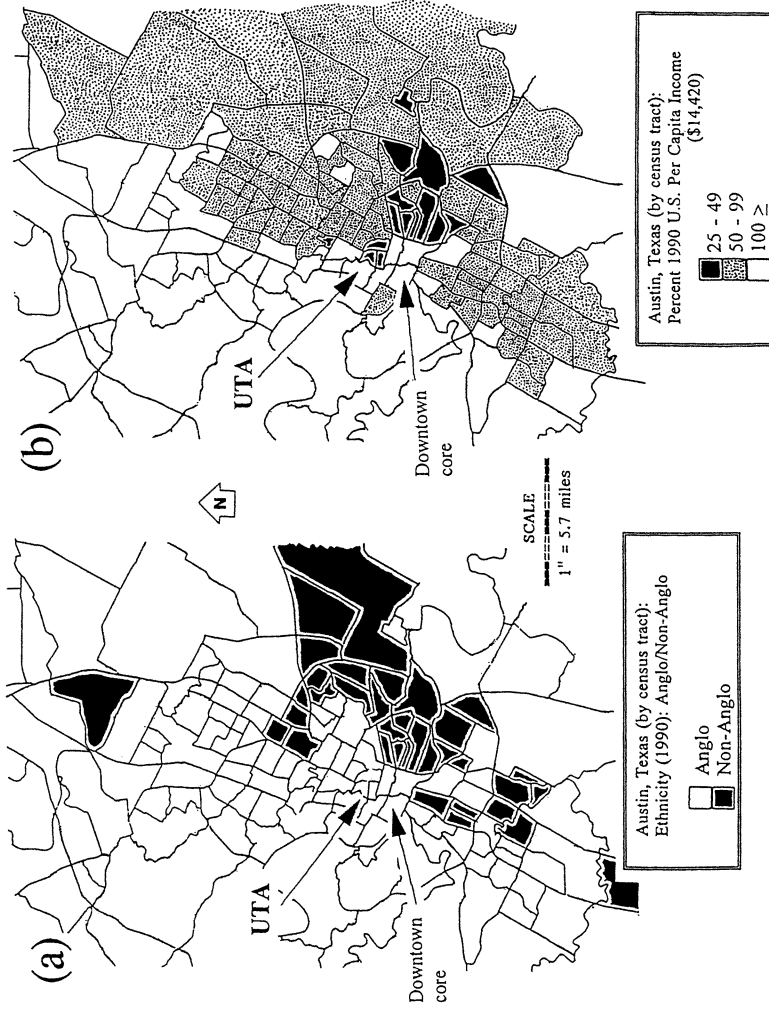 (a)
UTA
Downtown
core
Austin, Texas (by census tract):
Ethnicity (1990): Anglo/Non-Anglo
Anglo
Non-Anglo
N
SCALE
1" = 5.7 miles
(b)
UTA
Downtown
core
Austin, Texas (by census tract):
Percent 1990 U.S. Per Capita Income
($14,420)
25 - 49
50 - 99
100 ≥